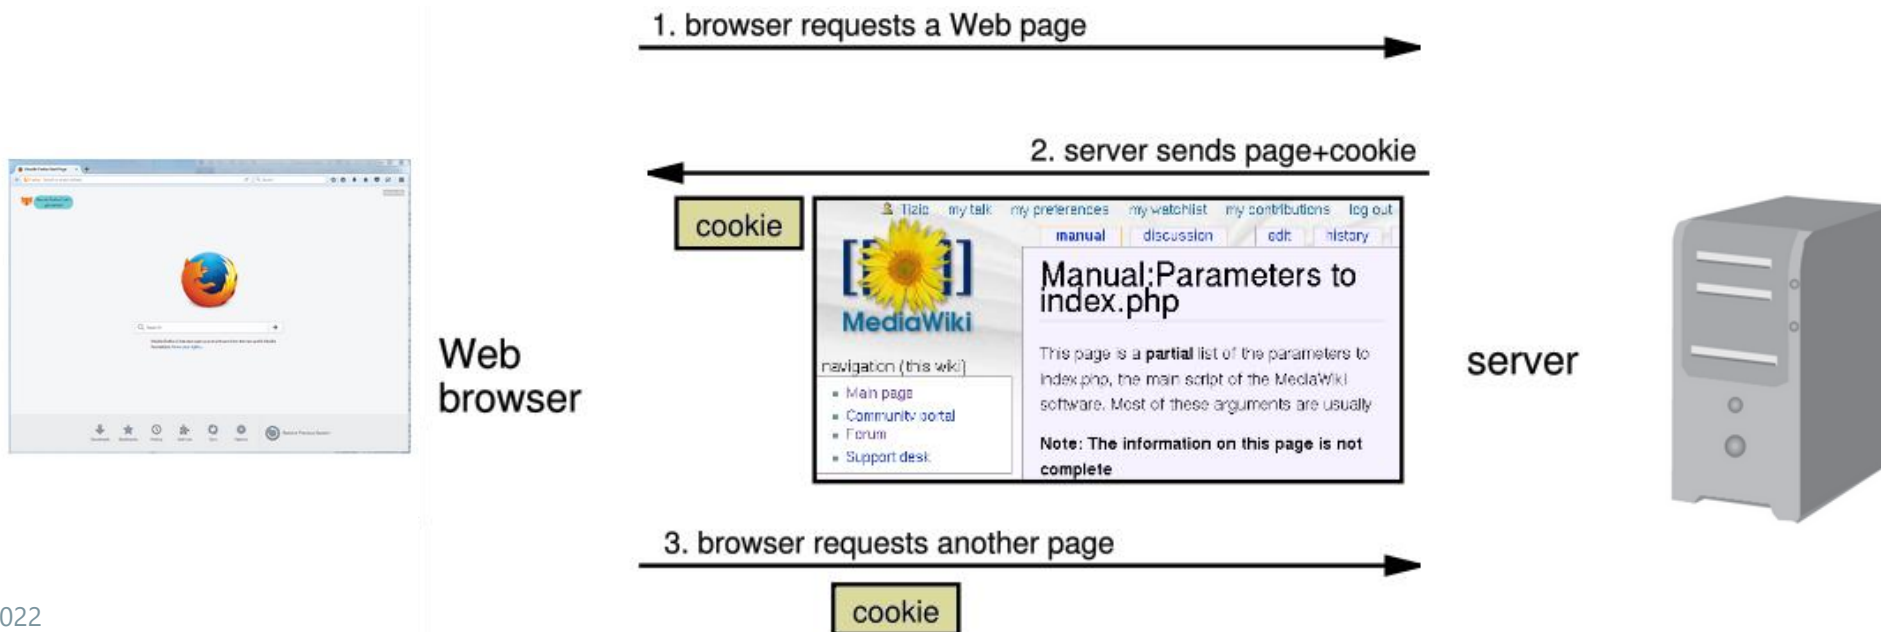 1. browser requests a Web page
2. server sends page+cookie
cookie
Tizio my talk my preferences my watchlist my contributions log out
manual discussion edit history
[[ ]]
MediaWiki
Manual:Parameters to
index.php
This page is a partial list of the parameters to
index.php, the main script of the MediaWiki
software. Most of these arguments are usually
Note: The information on this page is not
complete
navigation (this wiki)
Main page
Community portal
Forum
Support desk
Web
browser
server
3. browser requests another page
cookie
022